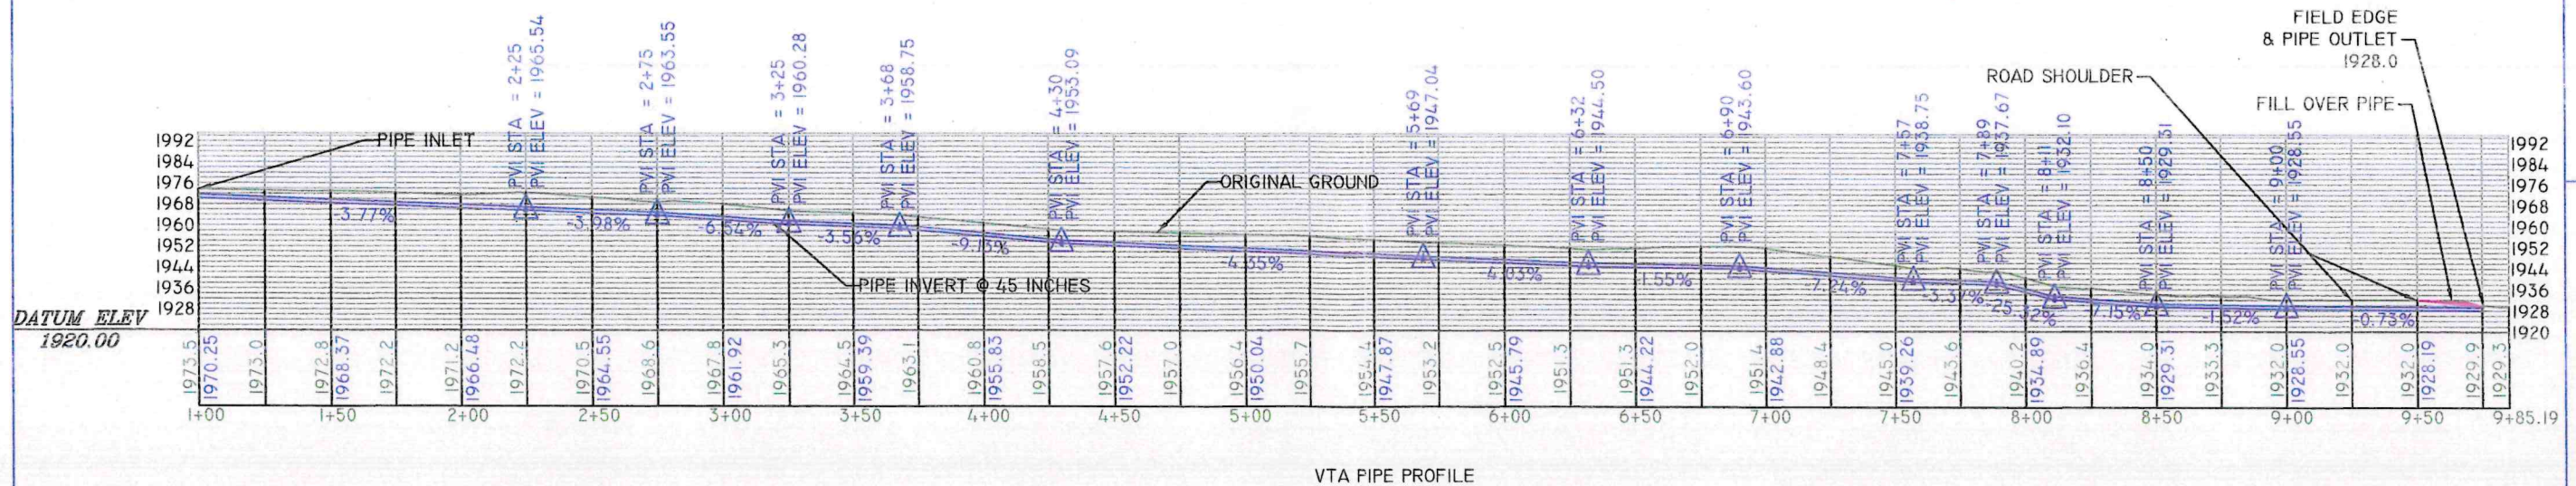 FIELD EDGE
& PIPE OUTLET
1928.0
ROAD SHOULDER
FILL OVER PIPE
PVI STA = 2+25
PVI ELEV = 1965.54
PVI STA = 2+75
PVI ELEV = 1963.55
PVI STA = 3+25
PVI ELEV = 1960.28
PVI STA = 3+68
PVI ELEV = 1958.75
PVI STA = 4+30
PVI ELEV = 1953.09
PVI STA = 5+69
PVI ELEV = 1947.04
PVI STA = 6+32
PVI ELEV = 1944.50
PVI STA = 6+90
PVI ELEV = 1943.60
PVI STA = 7+57
PVI ELEV = 1938.75
PVI STA = 7+89
PVI ELEV = 1937.67
PVI STA = 8+11
PVI ELEV = 1932.10
PVI STA = 8+50
PVI ELEV = 1929.31
PVI STA = 9+00
PVI ELEV = 1928.55
PIPE INLET
ORIGINAL GROUND
PIPE INVERT @ 45 INCHES
1992
1984
1976
1968
1960
1952
1944
1936
1928
1992
1984
1976
1968
1960
1952
1944
1936
1928
1920
-3.77%
-3.98%
-6.54%
-3.56%
-9.13%
-4.35%
-4.03%
-1.55%
-7.24%
-3.37%
-25.32%
-7.15%
-1.52%
-0.73%
DATUM ELEV
1920.00
1973.5
1970.25
1973.0
1972.8
1968.37
1972.2
1971.2
1966.48
1972.2
1970.5
1964.55
1968.6
1967.8
1961.92
1965.3
1964.5
1959.39
1963.1
1960.8
1955.83
1958.5
1957.6
1952.22
1957.0
1956.4
1950.04
1955.7
1954.4
1947.87
1953.2
1952.5
1945.79
1951.3
1951.3
1944.22
1952.0
1951.4
1942.88
1948.4
1945.0
1939.26
1943.6
1940.2
1934.89
1936.4
1934.0
1929.31
1933.3
1932.0
1928.55
1932.0
1932.0
1928.19
1929.9
1929.3
1+00 1+50 2+00 2+50 3+00 3+50 4+00 4+50 5+00 5+50 6+00 6+50 7+00 7+50 8+00 8+50 9+00 9+50 9+85.19
VTA PIPE PROFILE